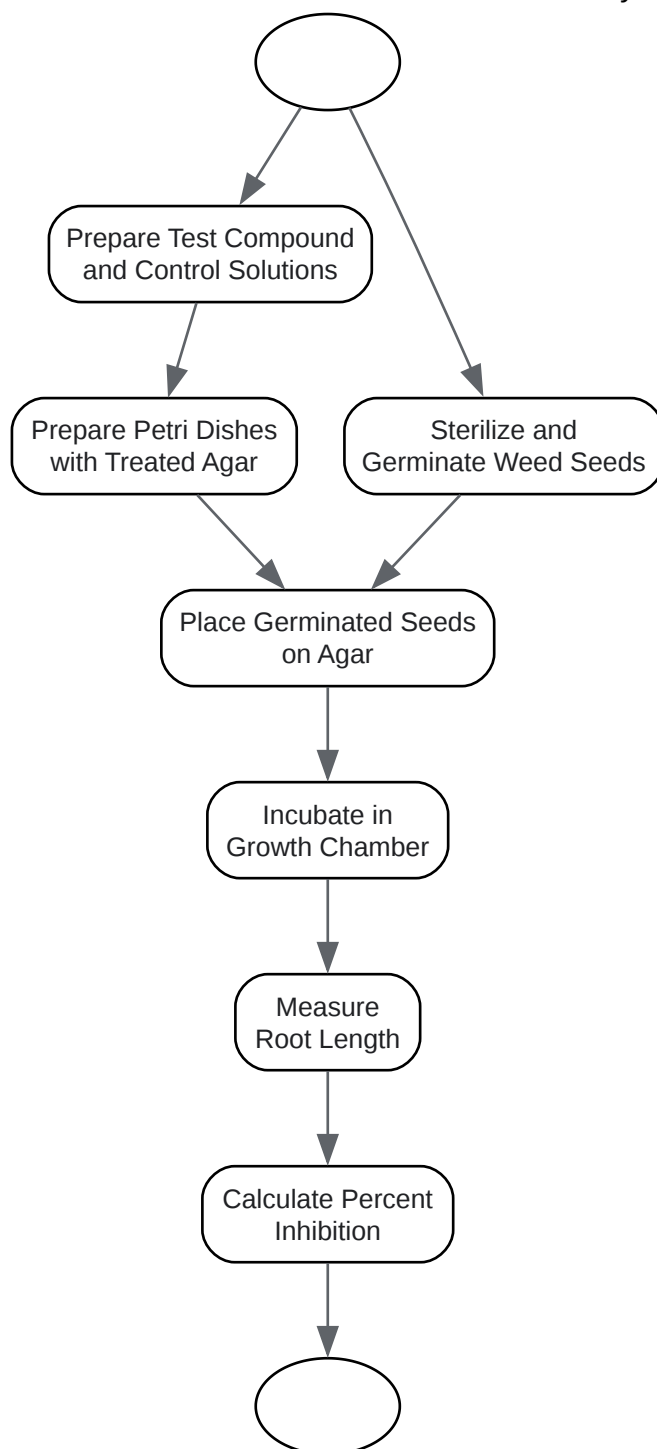 Prepare Test Compound
and Control Solutions
Prepare Petri Dishes
with Treated Agar
Sterilize and
Germinate Weed Seeds
Place Germinated Seeds
on Agar
Incubate in
Growth Chamber
Measure
Root Length
Calculate Percent
Inhibition